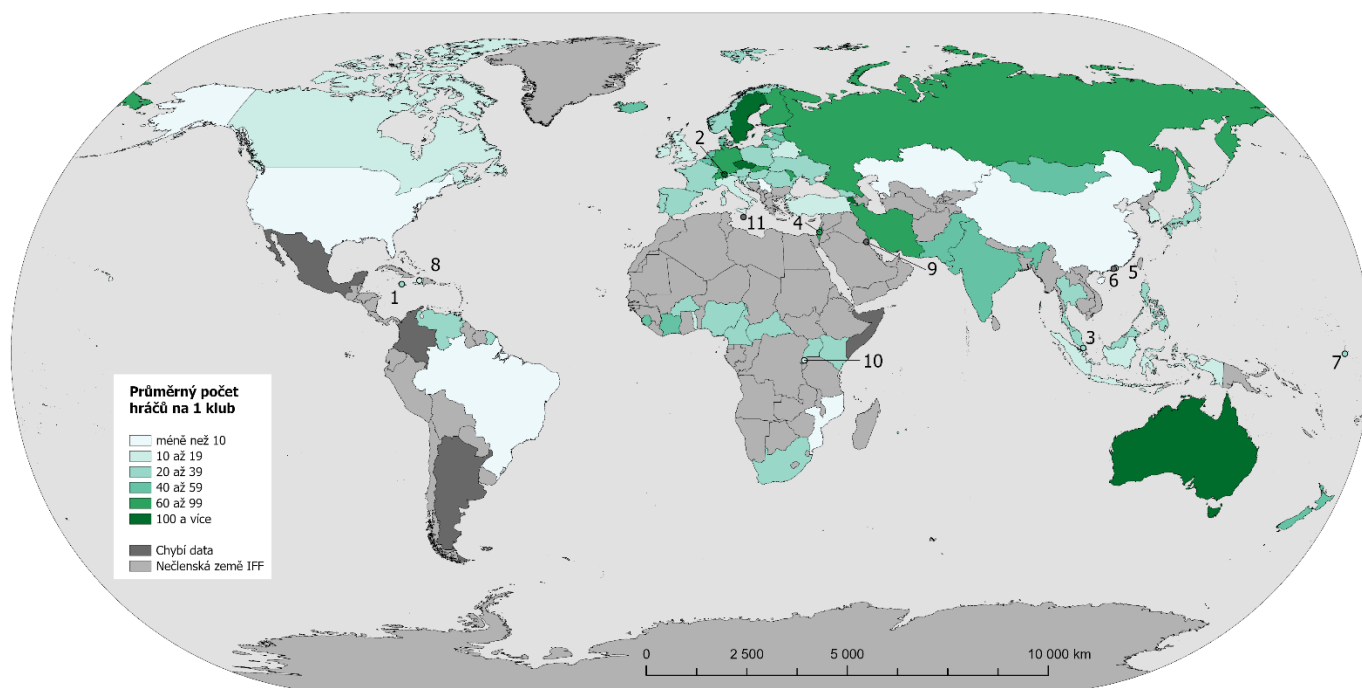 2
11
4
9
8
1
5
6
3
10
7
Průměrný počet
hráčů na 1 klub
méně než 10
10 až 19
20 až 39
40 až 59
60 až 99
100 a více
Chybí data
Nečlenská země IFF
0 2 500 5 000 10 000 km